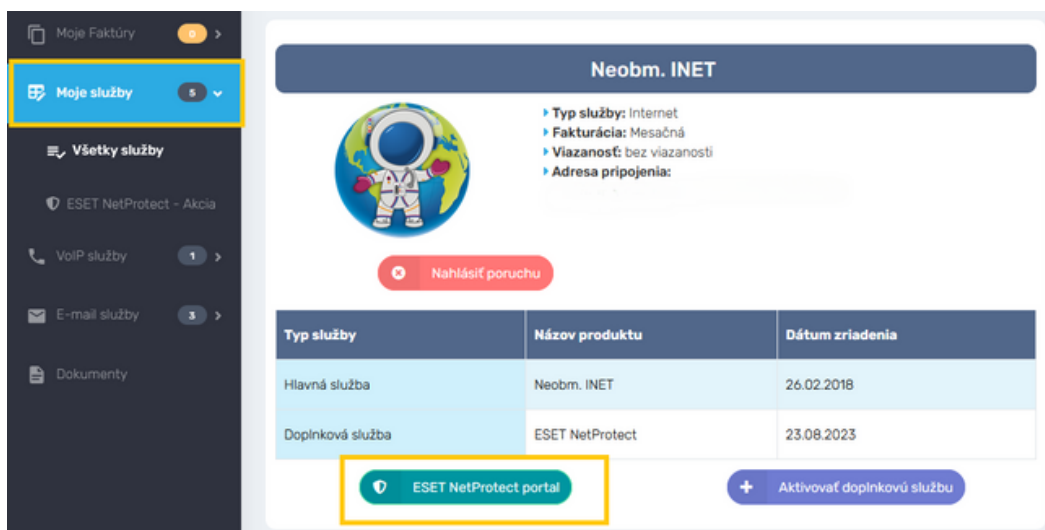 Moje Faktúry 0
Moje služby 5
Všetky služby
ESET NetProtect - Akcia
VoIP služby 1
E-mail služby 3
Dokumenty
Neobm. INET
Typ služby: Internet
Fakturácia: Mesačná
Viazanosť: bez viazanosti
Adresa pripojenia:
Nahlásiť poruchu
Typ služby Názov produktu Dátum zriadenia
Hlavná služba Neobm. INET 26.02.2018
Doplnková služba ESET NetProtect 23.08.2023
ESET NetProtect portal Aktivovať doplnkovú službu